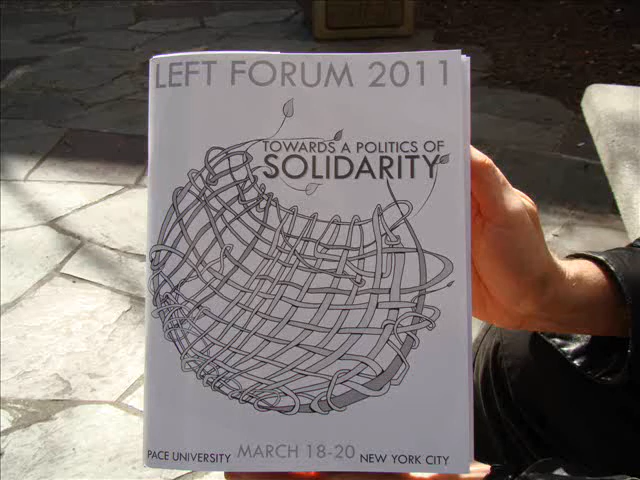 LEFT FORUM 2011
TOWARDS A POLITICS OF
SOLIDARITY
PACE UNIVERSITY MARCH 18-20 NEW YORK CITY